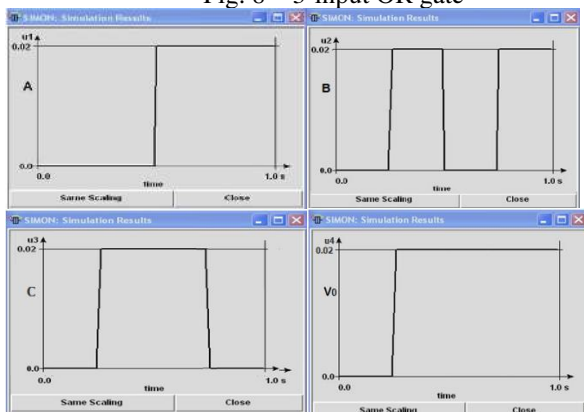 Fig. 6 3-input OR gate
SIMON: Simulation Results
u1
0.02
A
0.0
0.0
1.0 s
time
Same Scaling
Close
SIMON: Simulation Results
u2
0.02
B
0.0
0.0
1.0 s
time
Same Scaling
Close
SIMON: Simulation Results
u3
0.02
C
0.0
0.0
1.0 s
time
Same Scaling
Close
SIMON: Simulation Results
u4
0.02
V0
0.0
0.0
1.0 s
time
Same Scaling
Close